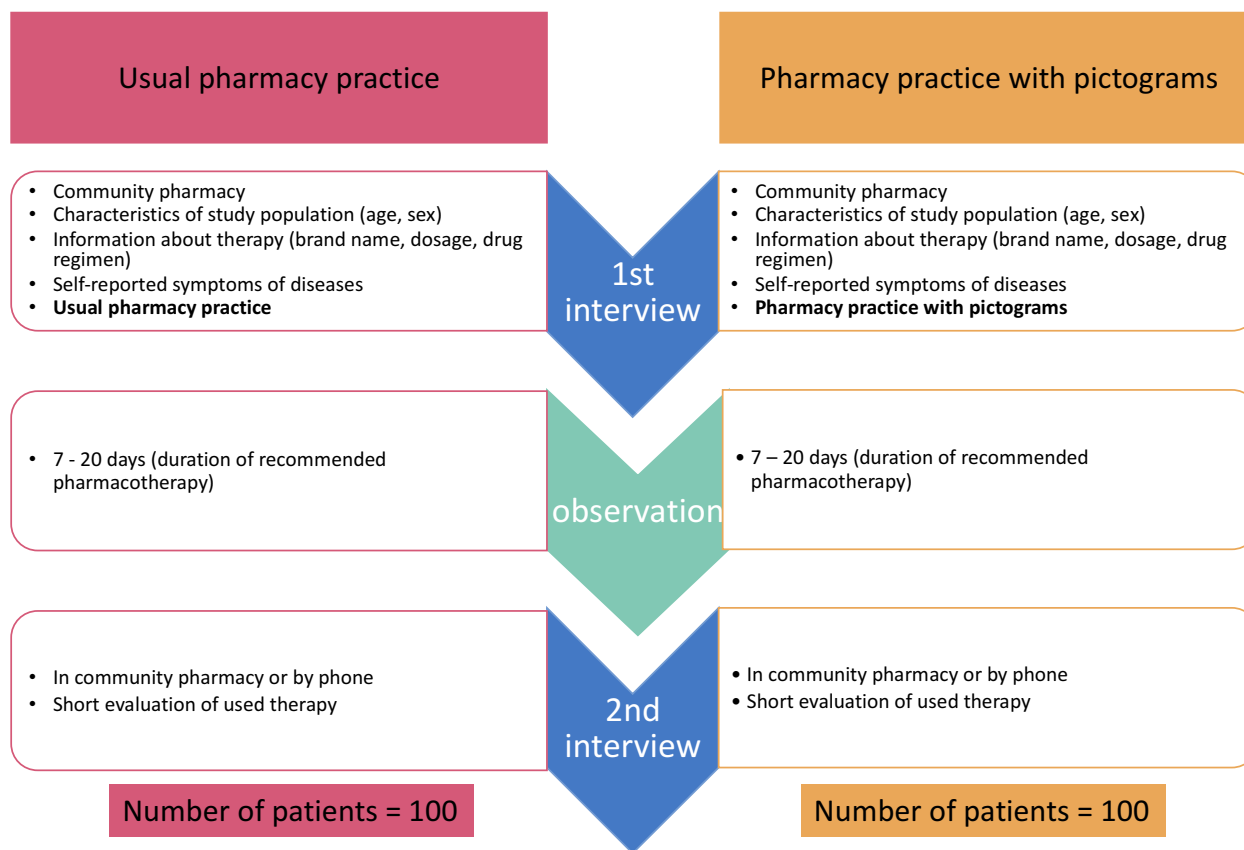 Usual pharmacy practice
Pharmacy practice with pictograms
• Community pharmacy
• Characteristics of study population (age, sex)
• Information about therapy (brand name, dosage, drug
regimen)
• Self-reported symptoms of diseases
• Usual pharmacy practice
1st
interview
• Community pharmacy
• Characteristics of study population (age, sex)
• Information about therapy (brand name, dosage, drug
regimen)
• Self-reported symptoms of diseases
• Pharmacy practice with pictograms
• 7 - 20 days (duration of recommended
pharmacotherapy)
observation
• 7 – 20 days (duration of recommended
pharmacotherapy)
• In community pharmacy or by phone
• Short evaluation of used therapy
2nd
interview
• In community pharmacy or by phone
• Short evaluation of used therapy
Number of patients = 100
Number of patients = 100